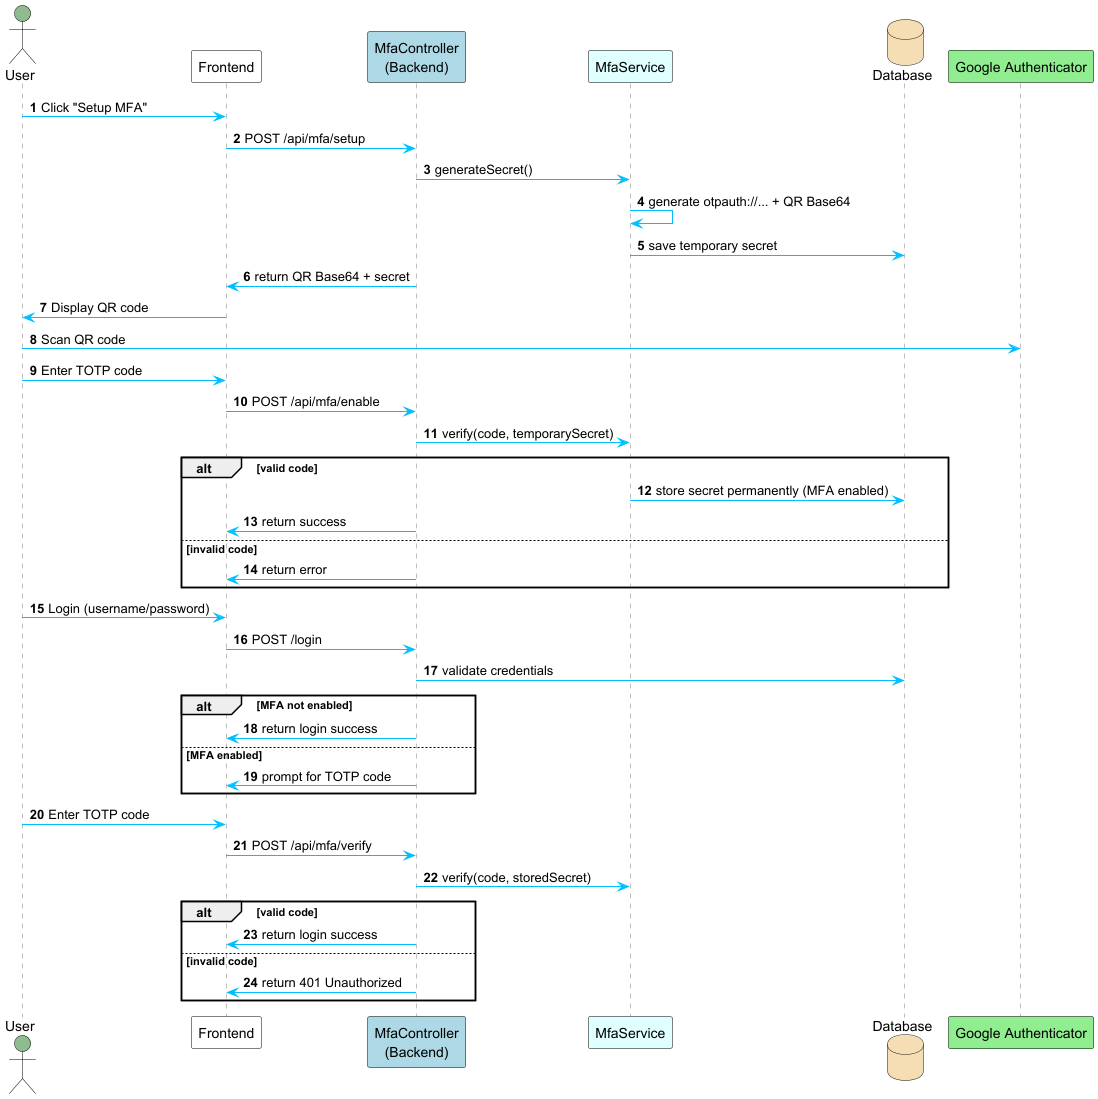 User
Frontend
MfaController
(Backend)
MfaService
Database
Google Authenticator
1 Click "Setup MFA"
2 POST /api/mfa/setup
3 generateSecret()
4 generate otpauth://... + QR Base64
5 save temporary secret
6 return QR Base64 + secret
7 Display QR code
8 Scan QR code
9 Enter TOTP code
10 POST /api/mfa/enable
11 verify(code, temporarySecret)
alt [valid code]
12 store secret permanently (MFA enabled)
13 return success
[invalid code]
14 return error
15 Login (username/password)
16 POST /login
17 validate credentials
alt [MFA not enabled]
18 return login success
[MFA enabled]
19 prompt for TOTP code
20 Enter TOTP code
21 POST /api/mfa/verify
22 verify(code, storedSecret)
alt [valid code]
23 return login success
[invalid code]
24 return 401 Unauthorized
User
Frontend
MfaController
(Backend)
MfaService
Database
Google Authenticator